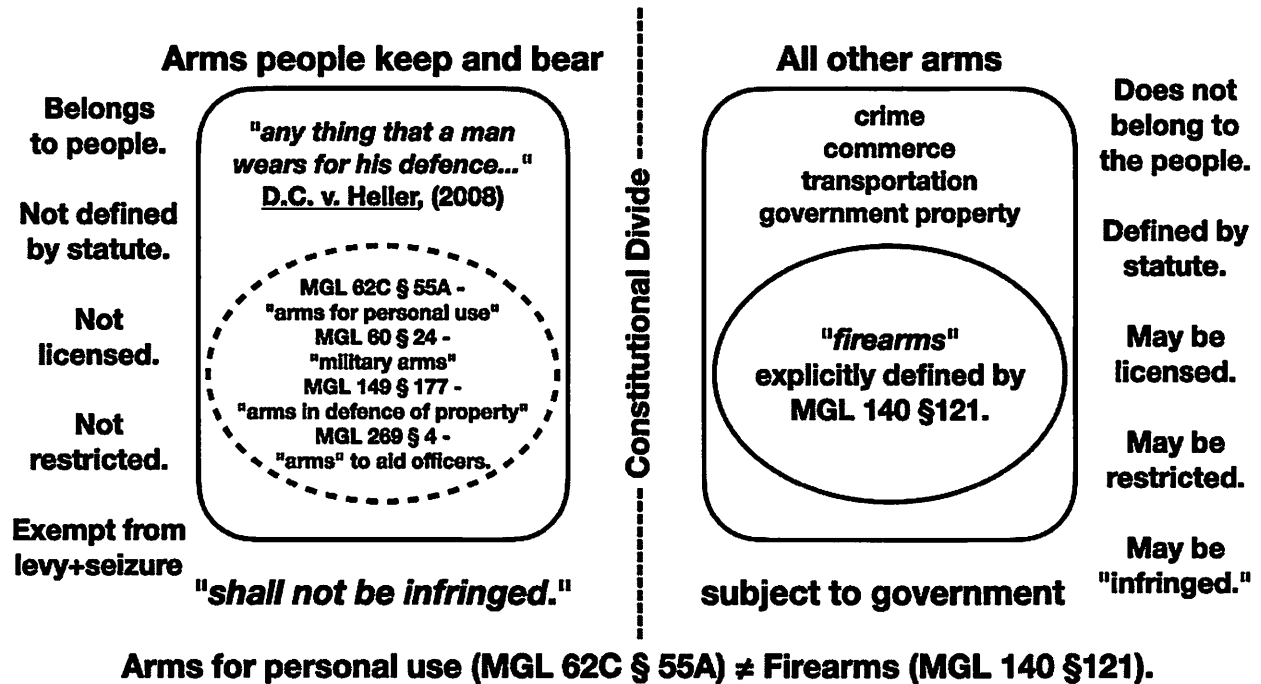 Arms people keep and bear
Belongs
to people.
Not defined
by statute.
Not
licensed.
Not
restricted.
Exempt from
levy+seizure
"any thing that a man
wears for his defence..."
D.C. v. Heller, (2008)
MGL 62C § 55A -
"arms for personal use"
MGL 60 § 24 -
"military arms"
MGL 149 § 177 -
"arms in defence of property"
MGL 269 § 4 -
"arms" to aid officers.
"shall not be infringed."
Constitutional Divide
All other arms
crime
commerce
transportation
government property
"firearms"
explicitly defined by
MGL 140 §121.
subject to government
Does not
belong to
the people.
Defined by
statute.
May be
licensed.
May be
restricted.
May be
"infringed."
Arms for personal use (MGL 62C § 55A) ≠ Firearms (MGL 140 §121).